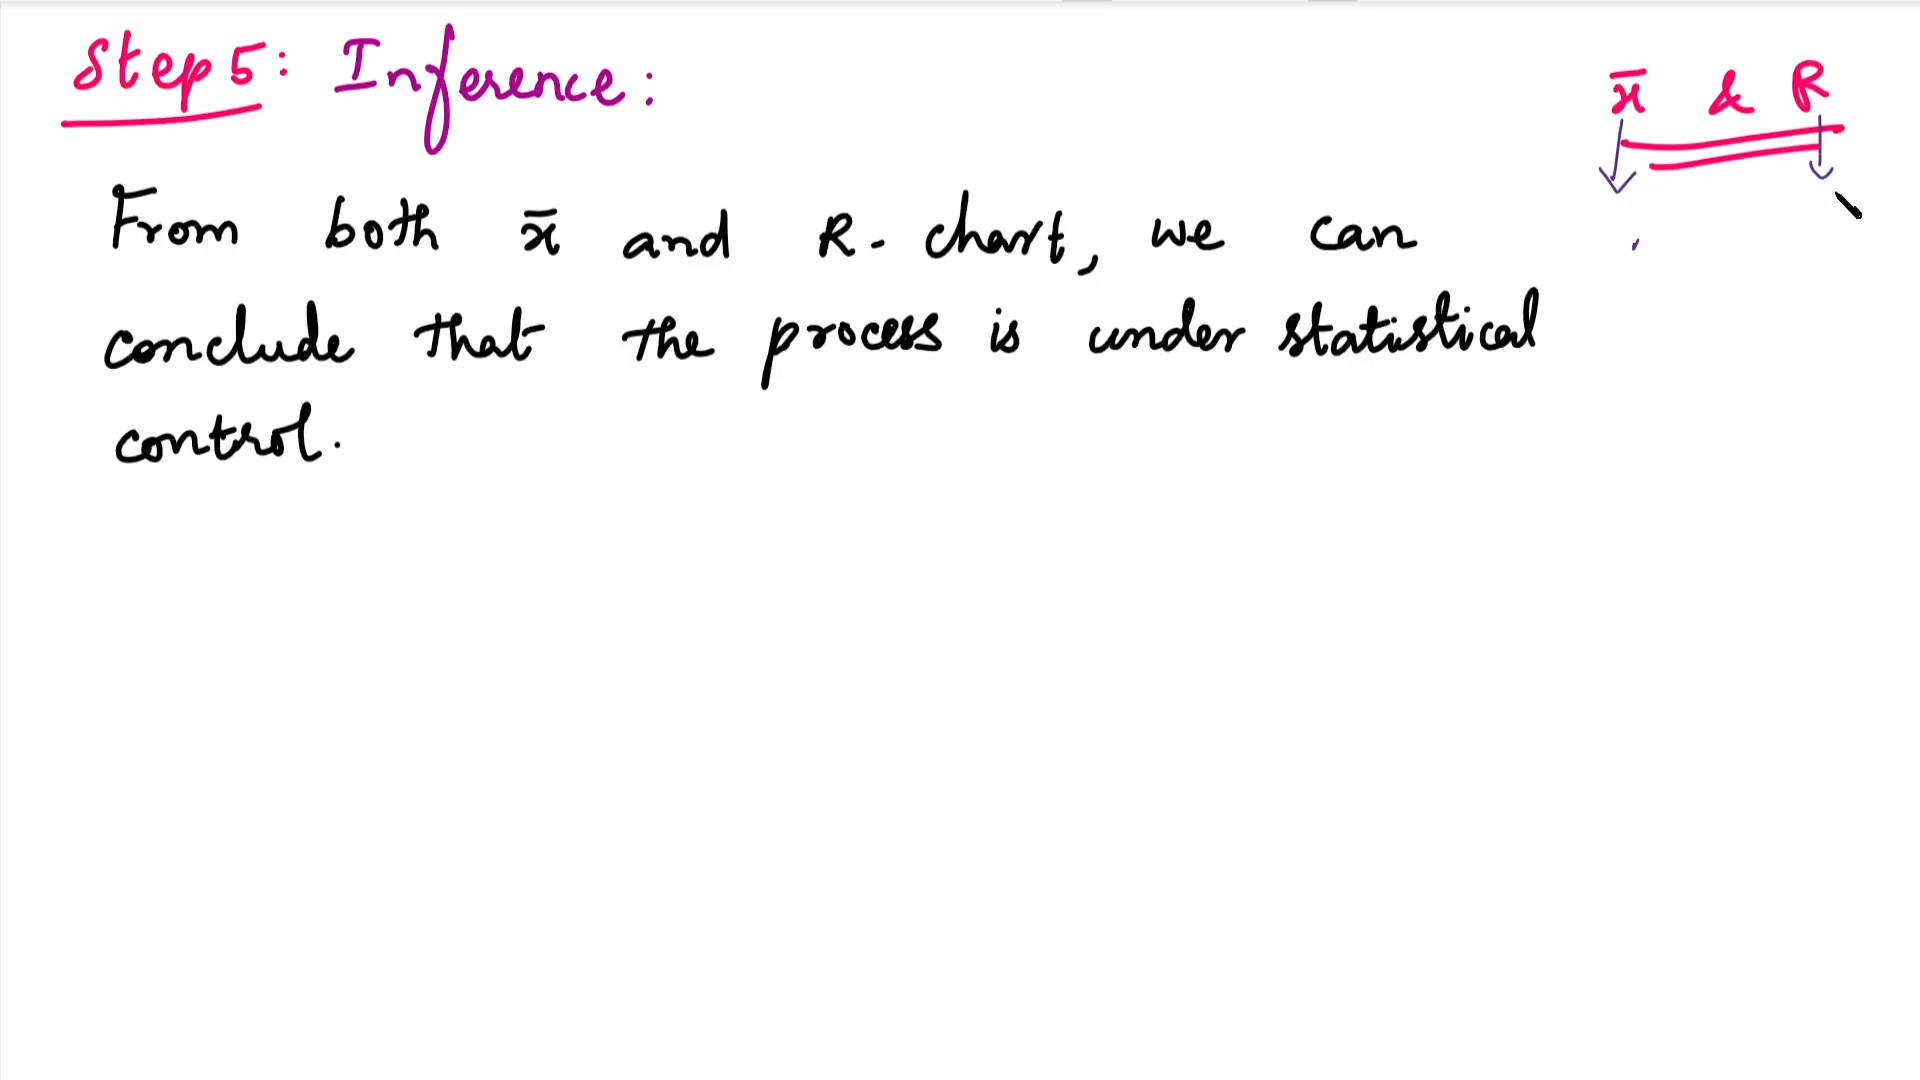 Step 5: Inference:
x̄ & R
From both x̄ and R- chart, we can
conclude that the process is under statistical
control.